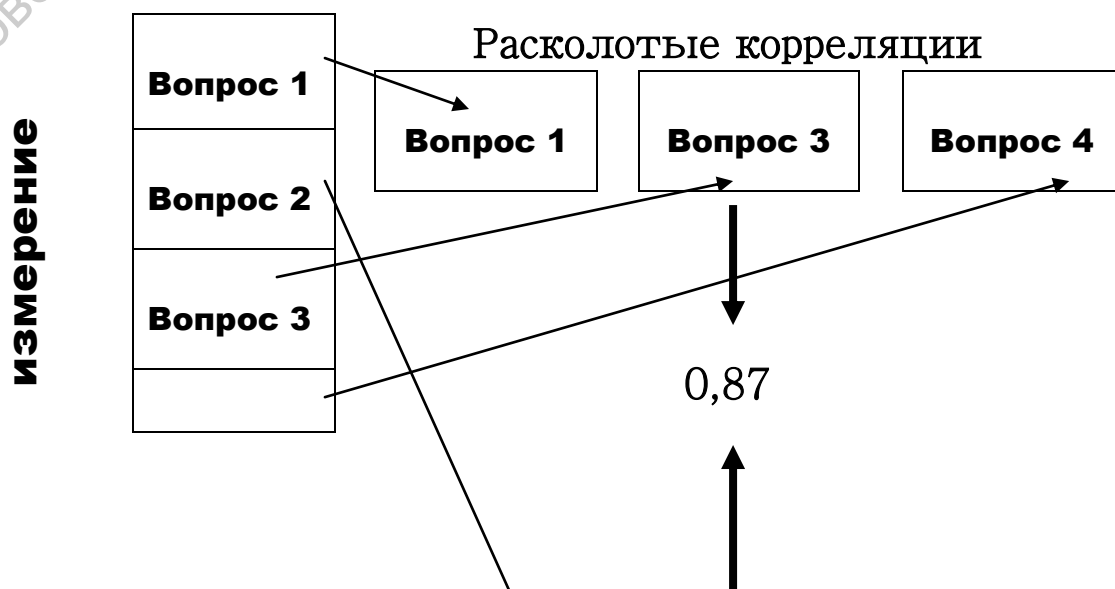 Расколотые корреляции
измерение
Вопрос 1
Вопрос 2
Вопрос 3
Вопрос 1
Вопрос 3
Вопрос 4
0,87